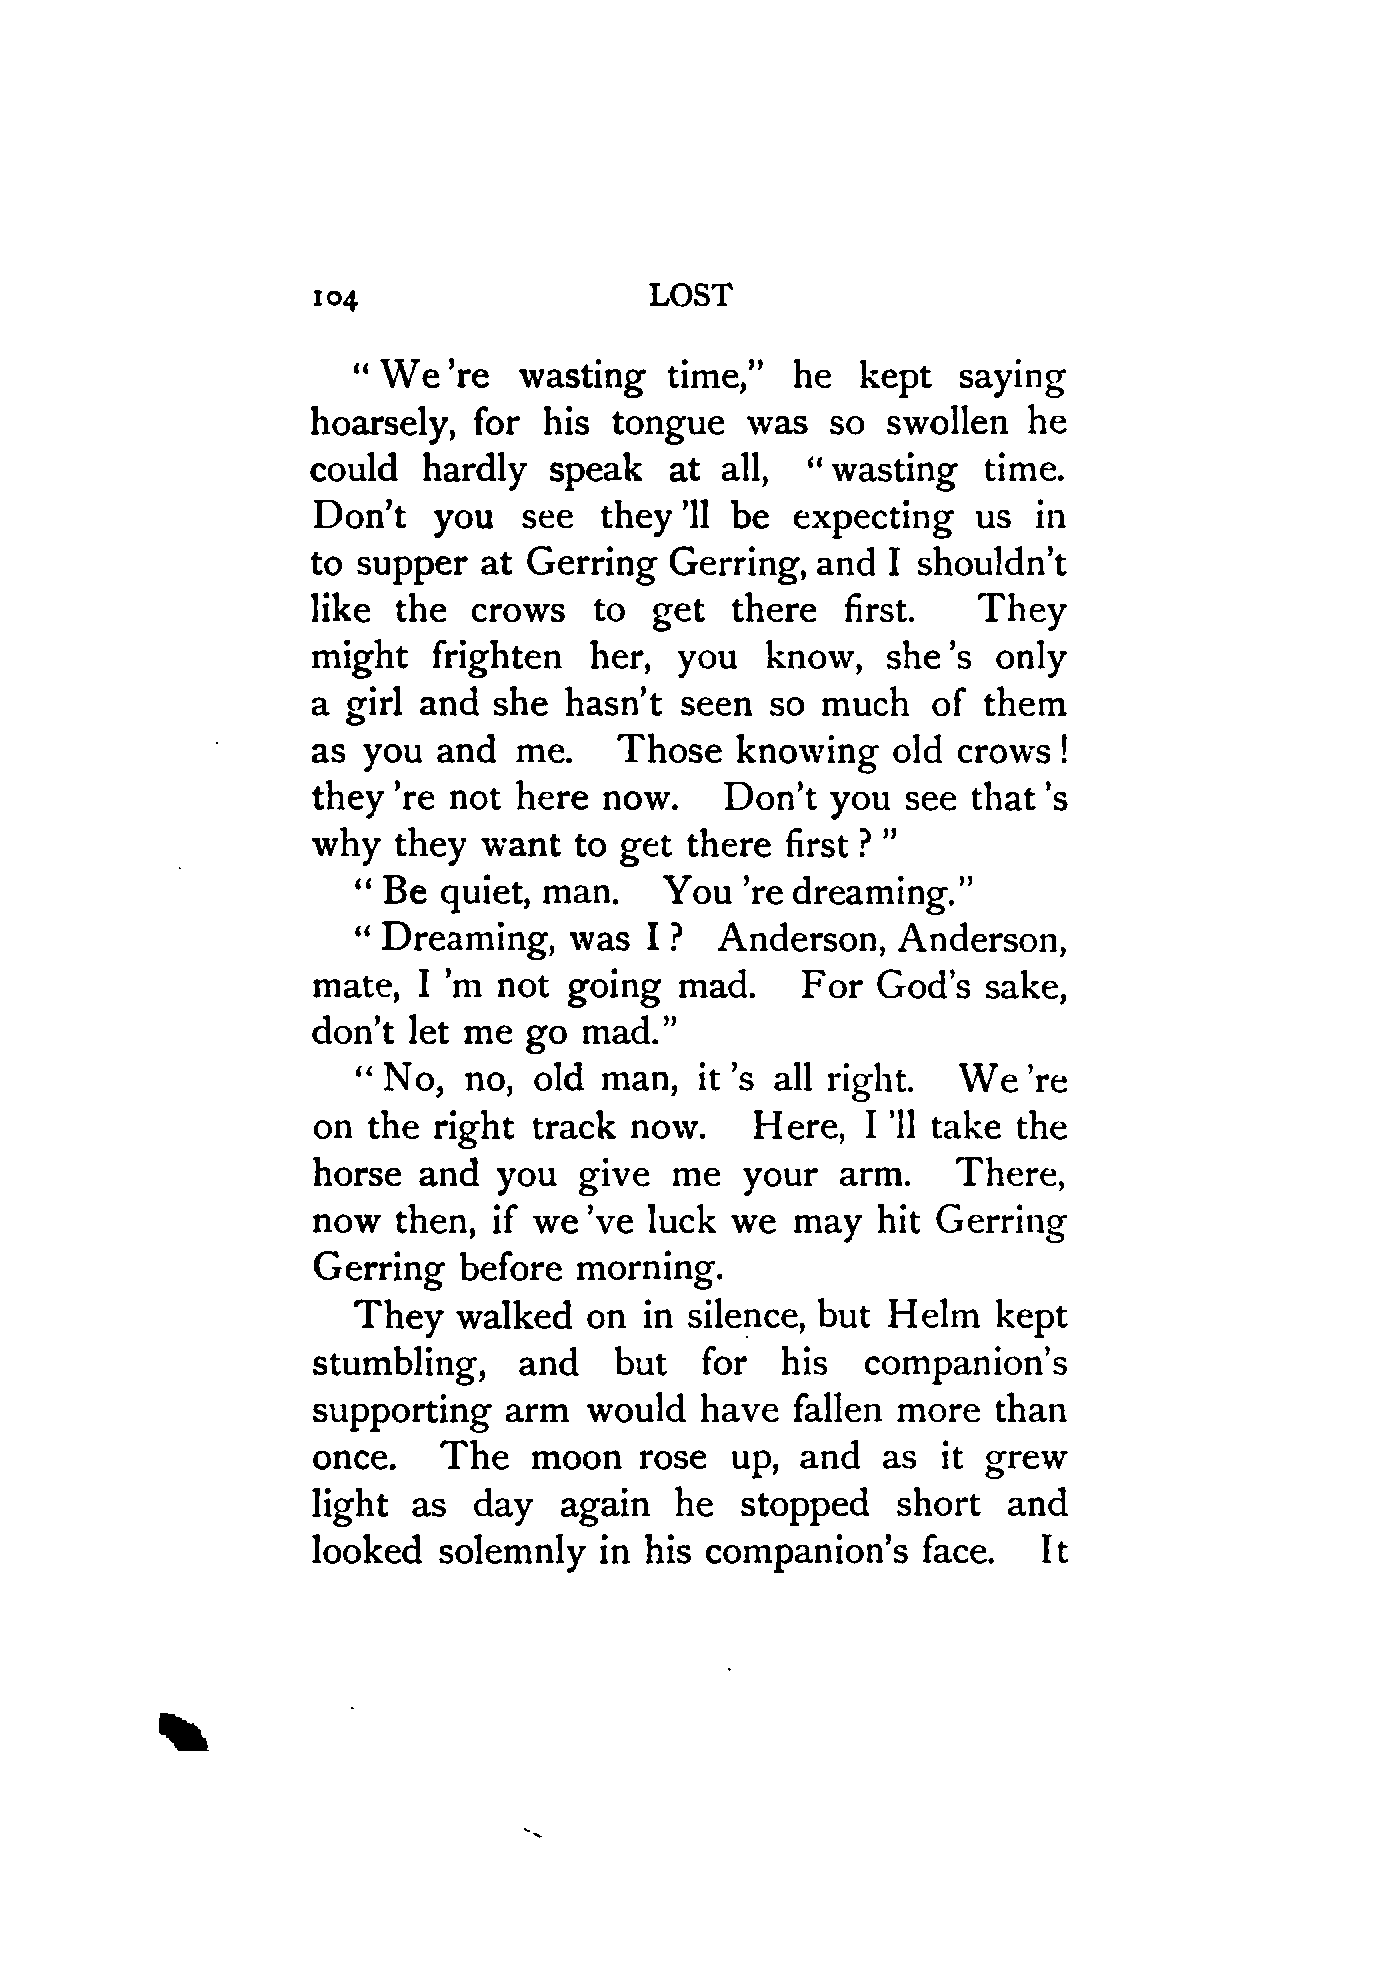 104 LOST
" We 're wasting time," he kept saying
hoarsely, for his tongue was so swollen he
could hardly speak at all, " wasting time.
Don't you see they 'll be expecting us in
to supper at Gerring Gerring, and I shouldn't
like the crows to get there first. They
might frighten her, you know, she 's only
a girl and she hasn't seen so much of them
as you and me. Those knowing old crows !
they 're not here now. Don't you see that 's
why they want to get there first ? "
" Be quiet, man. You 're dreaming."
" Dreaming, was I ? Anderson, Anderson,
mate, I 'm not going mad. For God's sake,
don't let me go mad."
" No, no, old man, it 's all right. We 're
on the right track now. Here, I 'll take the
horse and you give me your arm. There,
now then, if we 've luck we may hit Gerring
Gerring before morning.
They walked on in silence, but Helm kept
stumbling, and but for his companion's
supporting arm would have fallen more than
once. The moon rose up, and as it grew
light as day again he stopped short and
looked solemnly in his companion's face. It